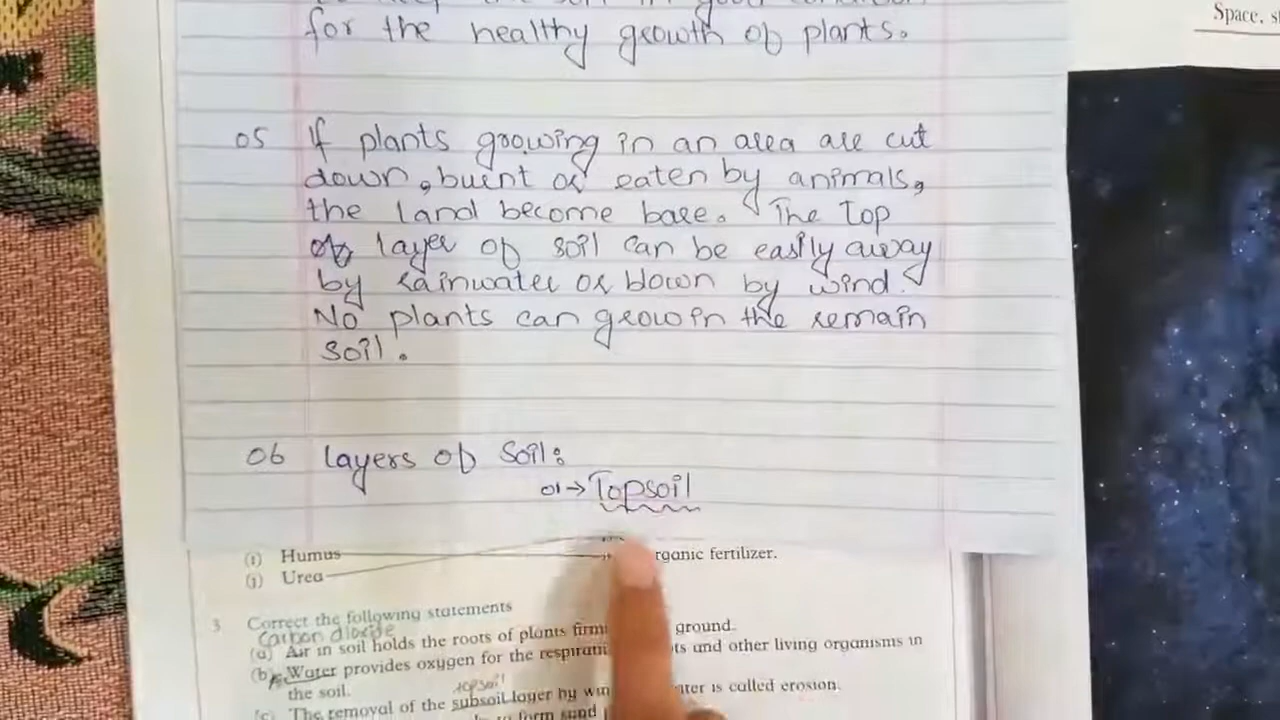 Space, s
for the healthy growth of plants.
05 If plants growing in an area are cut
down, burnt or eaten by animals,
the land become bare. The top
layer of soil can be easily away
by rainwater or blown by wind.
No plants can grow in the remain
soil.
06 Layers of Soil:
01→ Topsoil
(i) Humus rganic fertilizer.
(j) Urea
3 Correct the following statements
Carbon dioxide
(a) Air in soil holds the roots of plants firm ground.
(b) Water provides oxygen for the respirati ts and other living organisms in
the soil.
topsoil
(c) The removal of the subsoil layer by win ater is called erosion.
to form sand